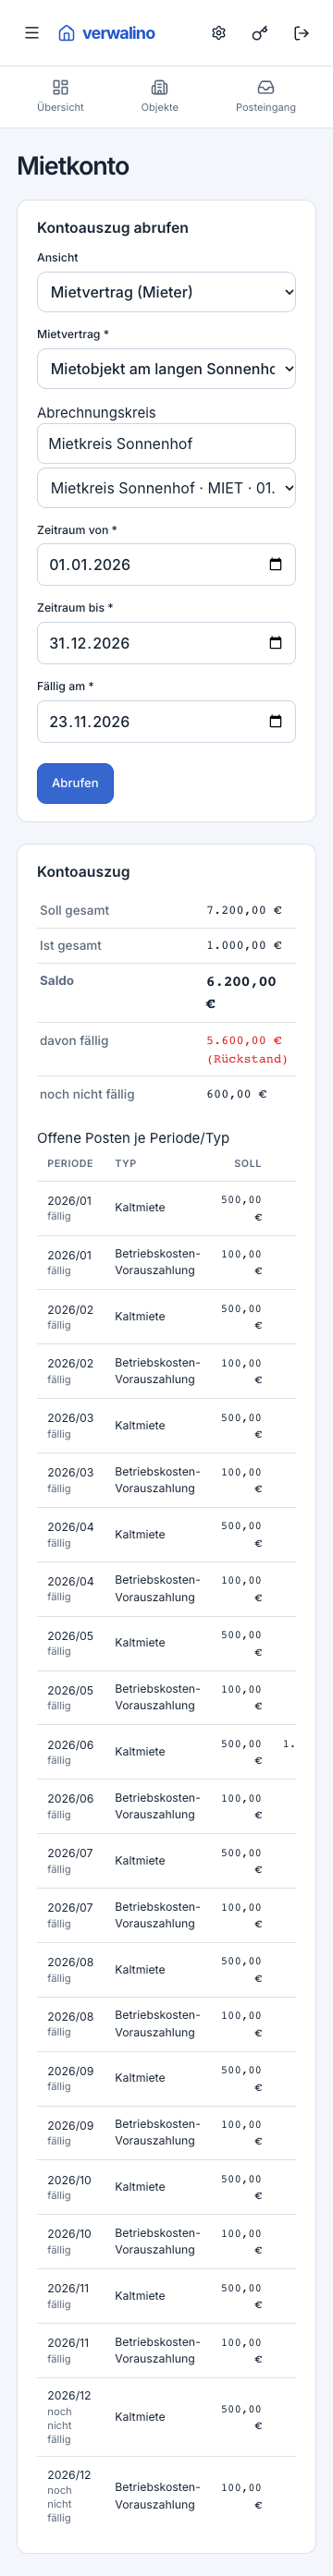 verwalino
Übersicht
Objekte
Posteingang
Mietkonto
Kontoauszug abrufen
Ansicht
Mietvertrag (Mieter)
Mietvertrag *
Mietobjekt am langen Sonnenho
Abrechnungskreis
Mietkreis Sonnenhof
Mietkreis Sonnenhof · MIET · 01.
Zeitraum von *
01.01.2026
Zeitraum bis *
31.12.2026
Fällig am *
23.11.2026
Abrufen
Kontoauszug
Soll gesamt 7.200,00 €
Ist gesamt 1.000,00 €
Saldo 6.200,00
€
davon fällig 5.600,00 €
(Rückstand)
noch nicht fällig 600,00 €
Offene Posten je Periode/Typ
PERIODE TYP SOLL
2026/01
fällig
Kaltmiete
500,00
€
2026/01
fällig
Betriebskosten-
Vorauszahlung
100,00
€
2026/02
fällig
Kaltmiete
500,00
€
2026/02
fällig
Betriebskosten-
Vorauszahlung
100,00
€
2026/03
fällig
Kaltmiete
500,00
€
2026/03
fällig
Betriebskosten-
Vorauszahlung
100,00
€
2026/04
fällig
Kaltmiete
500,00
€
2026/04
fällig
Betriebskosten-
Vorauszahlung
100,00
€
2026/05
fällig
Kaltmiete
500,00
€
2026/05
fällig
Betriebskosten-
Vorauszahlung
100,00
€
2026/06
fällig
Kaltmiete
500,00
€
1.
2026/06
fällig
Betriebskosten-
Vorauszahlung
100,00
€
2026/07
fällig
Kaltmiete
500,00
€
2026/07
fällig
Betriebskosten-
Vorauszahlung
100,00
€
2026/08
fällig
Kaltmiete
500,00
€
2026/08
fällig
Betriebskosten-
Vorauszahlung
100,00
€
2026/09
fällig
Kaltmiete
500,00
€
2026/09
fällig
Betriebskosten-
Vorauszahlung
100,00
€
2026/10
fällig
Kaltmiete
500,00
€
2026/10
fällig
Betriebskosten-
Vorauszahlung
100,00
€
2026/11
fällig
Kaltmiete
500,00
€
2026/11
fällig
Betriebskosten-
Vorauszahlung
100,00
€
2026/12
noch
nicht
fällig
Kaltmiete
500,00
€
2026/12
noch
nicht
fällig
Betriebskosten-
Vorauszahlung
100,00
€